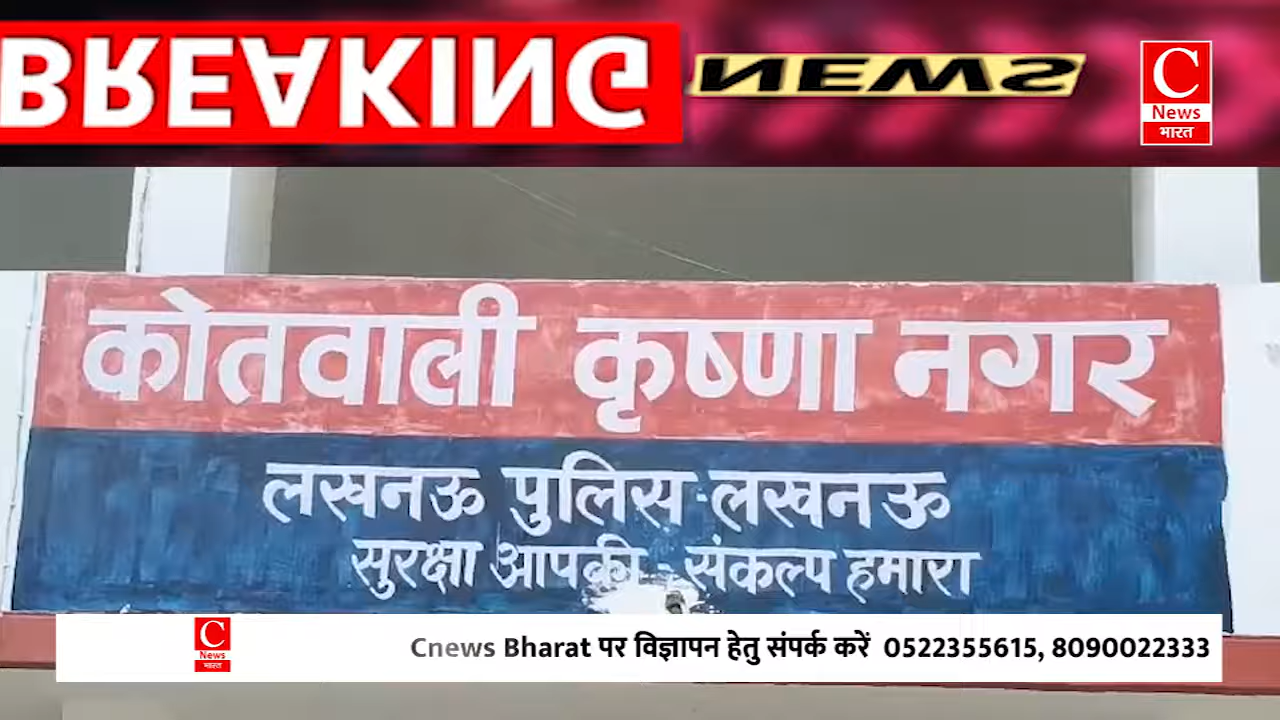 BREAKING NEWS
C
News
भारत
कोतवाली कृष्णा नगर
लखनऊ पुलिस लखनऊ
सुरक्षा आपकी संकल्प हमारा
C
News
भारत
Cnews Bharat पर विज्ञापन हेतु संपर्क करें 0522355615, 8090022333